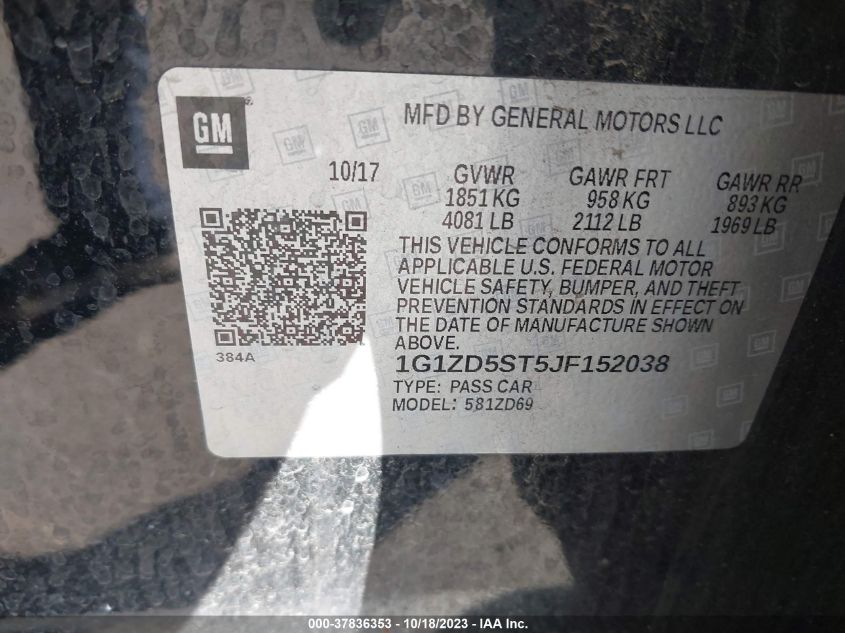 GM
MFD BY GENERAL MOTORS LLC
10/17 GVWR GAWR FRT GAWR RR
1851 KG 958 KG 893 KG
4081 LB 2112 LB 1969 LB
THIS VEHICLE CONFORMS TO ALL
APPLICABLE U.S. FEDERAL MOTOR
VEHICLE SAFETY, BUMPER, AND THEFT
PREVENTION STANDARDS IN EFFECT ON
THE DATE OF MANUFACTURE SHOWN
ABOVE.
384A
1G1ZD5ST5JF152038
TYPE: PASS CAR
MODEL: 581ZD69
000-37836353 - 10/18/2023 - IAA Inc.